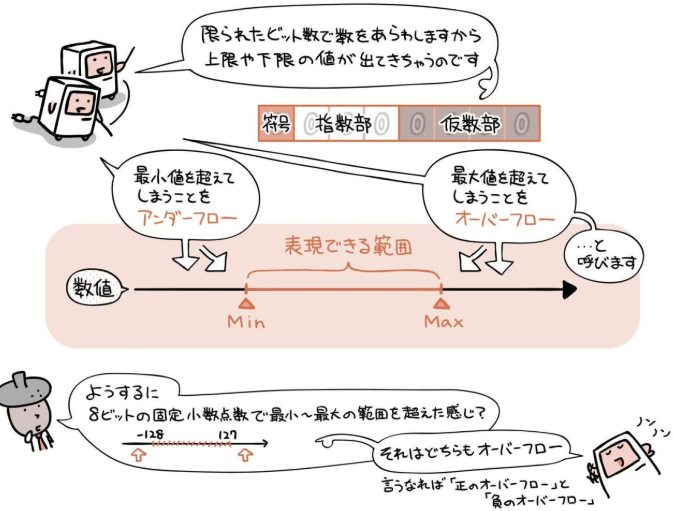 限られたビット数で数をあらわしますから
上限や下限の値が出てきちゃうのです
符号 0 指数部 0 0 仮数部 0
最小値を超えて
しまうことを
アンダーフロー
最大値を超えて
しまうことを
オーバーフロー
…と
呼びます
表現できる範囲
数値
Min
Max
ようするに
8ビットの固定小数点数で最小〜最大の範囲を超えた感じ?
-128
127
ノンノン
それはどちらもオーバーフロー
言うなれば「正のオーバーフロー」と
「負のオーバーフロー」